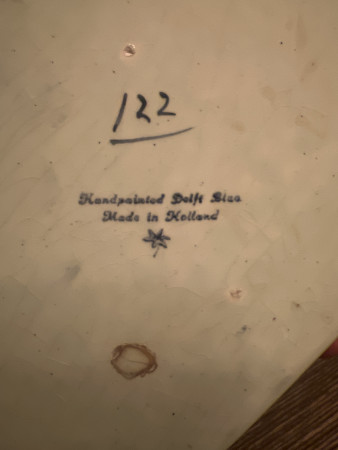 122
Handpainted Delft Blue
Made in Holland